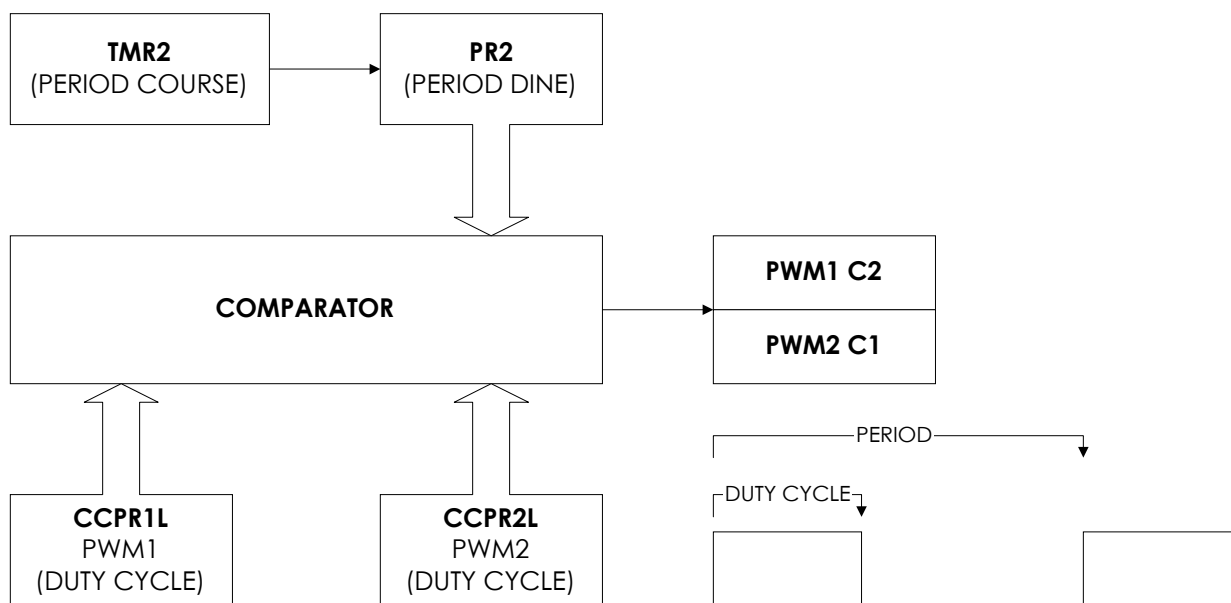 TMR2
(PERIOD COURSE)
PR2
(PERIOD DINE)
COMPARATOR
PWM1 C2
PWM2 C1
PERIOD
DUTY CYCLE
CCPR1L
PWM1
(DUTY CYCLE)
CCPR2L
PWM2
(DUTY CYCLE)